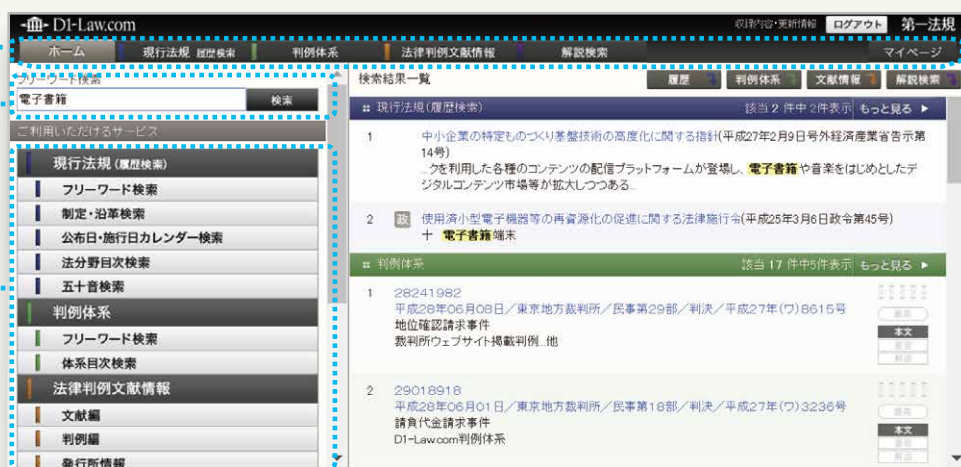 D1-Law.com
収録内容・更新情報 ログアウト 第一法規
ホーム 現行法規 履歴検索 判例体系 法律判例文献情報 解説検索 マイページ
フリーワード検索
電子書籍 検索
ご利用いただけるサービス
現行法規 (履歴検索)
フリーワード検索
制定・沿革検索
公布日・施行日カレンダー検索
法分野目次検索
五十音検索
判例体系
フリーワード検索
体系目次検索
法律判例文献情報
文献編
判例編
発行所情報
検索結果一覧 履歴 判例体系 文献情報 解説検索
現行法規(履歴検索) 該当 2 件中 2件表示 もっと見る ▶
1 中小企業の特定ものづくり基盤技術の高度化に関する指針(平成27年2月9日号外経済産業省告示第
14号)
...クを利用した各種のコンテンツの配信プラットフォームが登場し、電子書籍や音楽をはじめとしたデ
ジタルコンテンツ市場等が拡大しつつある...
2 政 使用済小型電子機器等の再資源化の促進に関する法律施行令(平成25年3月6日政令第45号)
十 電子書籍端末
判例体系 該当 17 件中5件表示 もっと見る ▶
1 28241982
平成28年06月08日／東京地方裁判所／民事第29部／判決／平成27年(ワ)8615号
地位確認請求事件
裁判所ウェブサイト掲載判例...他
本文
2 29018918
平成28年06月01日／東京地方裁判所／民事第18部／判決／平成27年(ワ)3236号
請負代金請求事件
D1-Law.com判例体系
本文